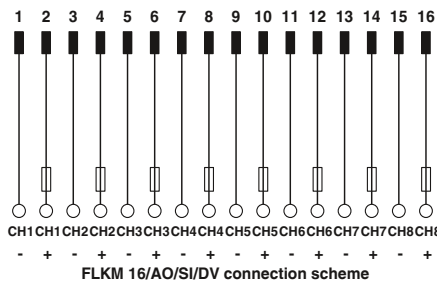 1 2 3 4 5 6 7 8 9 10 11 12 13 14 15 16
CH1 CH1 CH2 CH2 CH3 CH3 CH4 CH4 CH5 CH5 CH6 CH6 CH7 CH7 CH8 CH8
- + - + - + - + - + - + - + - +
FLKM 16/AO/SI/DV connection scheme